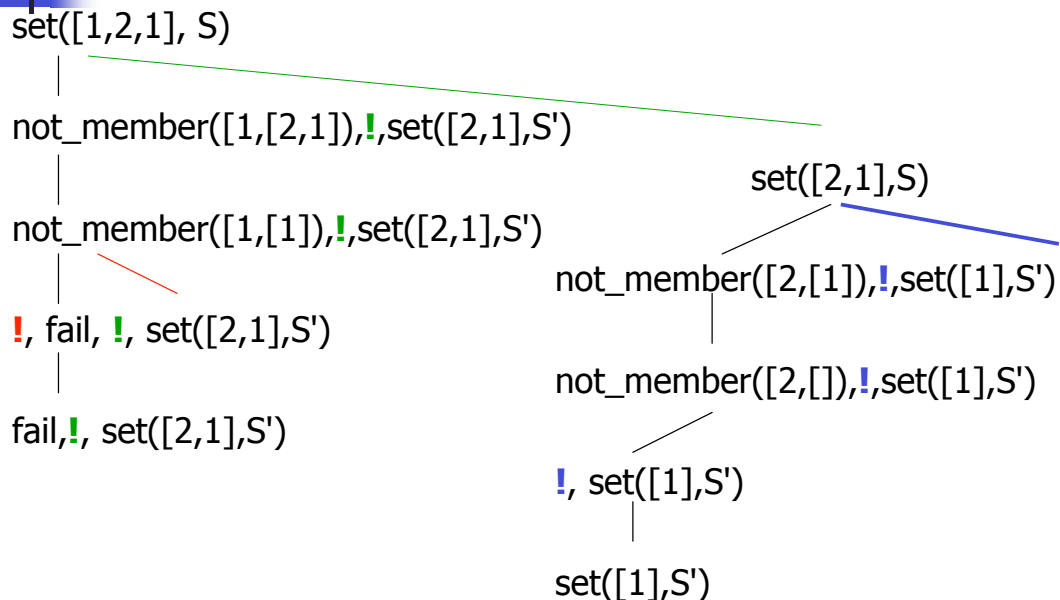 set([1,2,1], S)
not_member([1,[2,1]),!,set([2,1],S')
not_member([1,[1]),!,set([2,1],S')
!, fail, !, set([2,1],S')
fail,!, set([2,1],S')
set([2,1],S)
not_member([2,[1]),!,set([1],S')
not_member([2,[]),!,set([1],S')
!, set([1],S')
set([1],S')